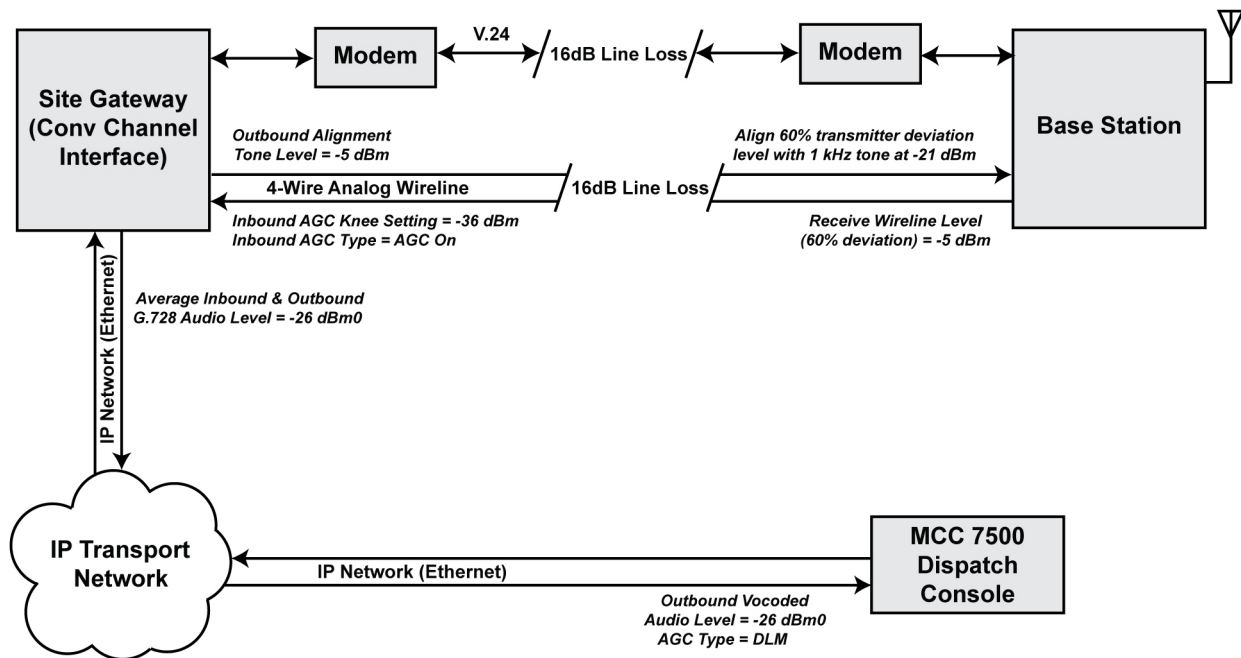 V.24
Modem
16dB Line Loss
Modem
Site Gateway
(Conv Channel
Interface)
Base Station
Outbound Alignment
Tone Level = -5 dBm
Align 60% transmitter deviation
level with 1 kHz tone at -21 dBm
4-Wire Analog Wireline
16dB Line Loss
Inbound AGC Knee Setting = -36 dBm
Inbound AGC Type = AGC On
Receive Wireline Level
(60% deviation) = -5 dBm
IP Network (Ethernet)
Average Inbound & Outbound
G.728 Audio Level = -26 dBm0
IP Transport
Network
IP Network (Ethernet)
MCC 7500
Dispatch
Console
Outbound Vocoded
Audio Level = -26 dBm0
AGC Type = DLM